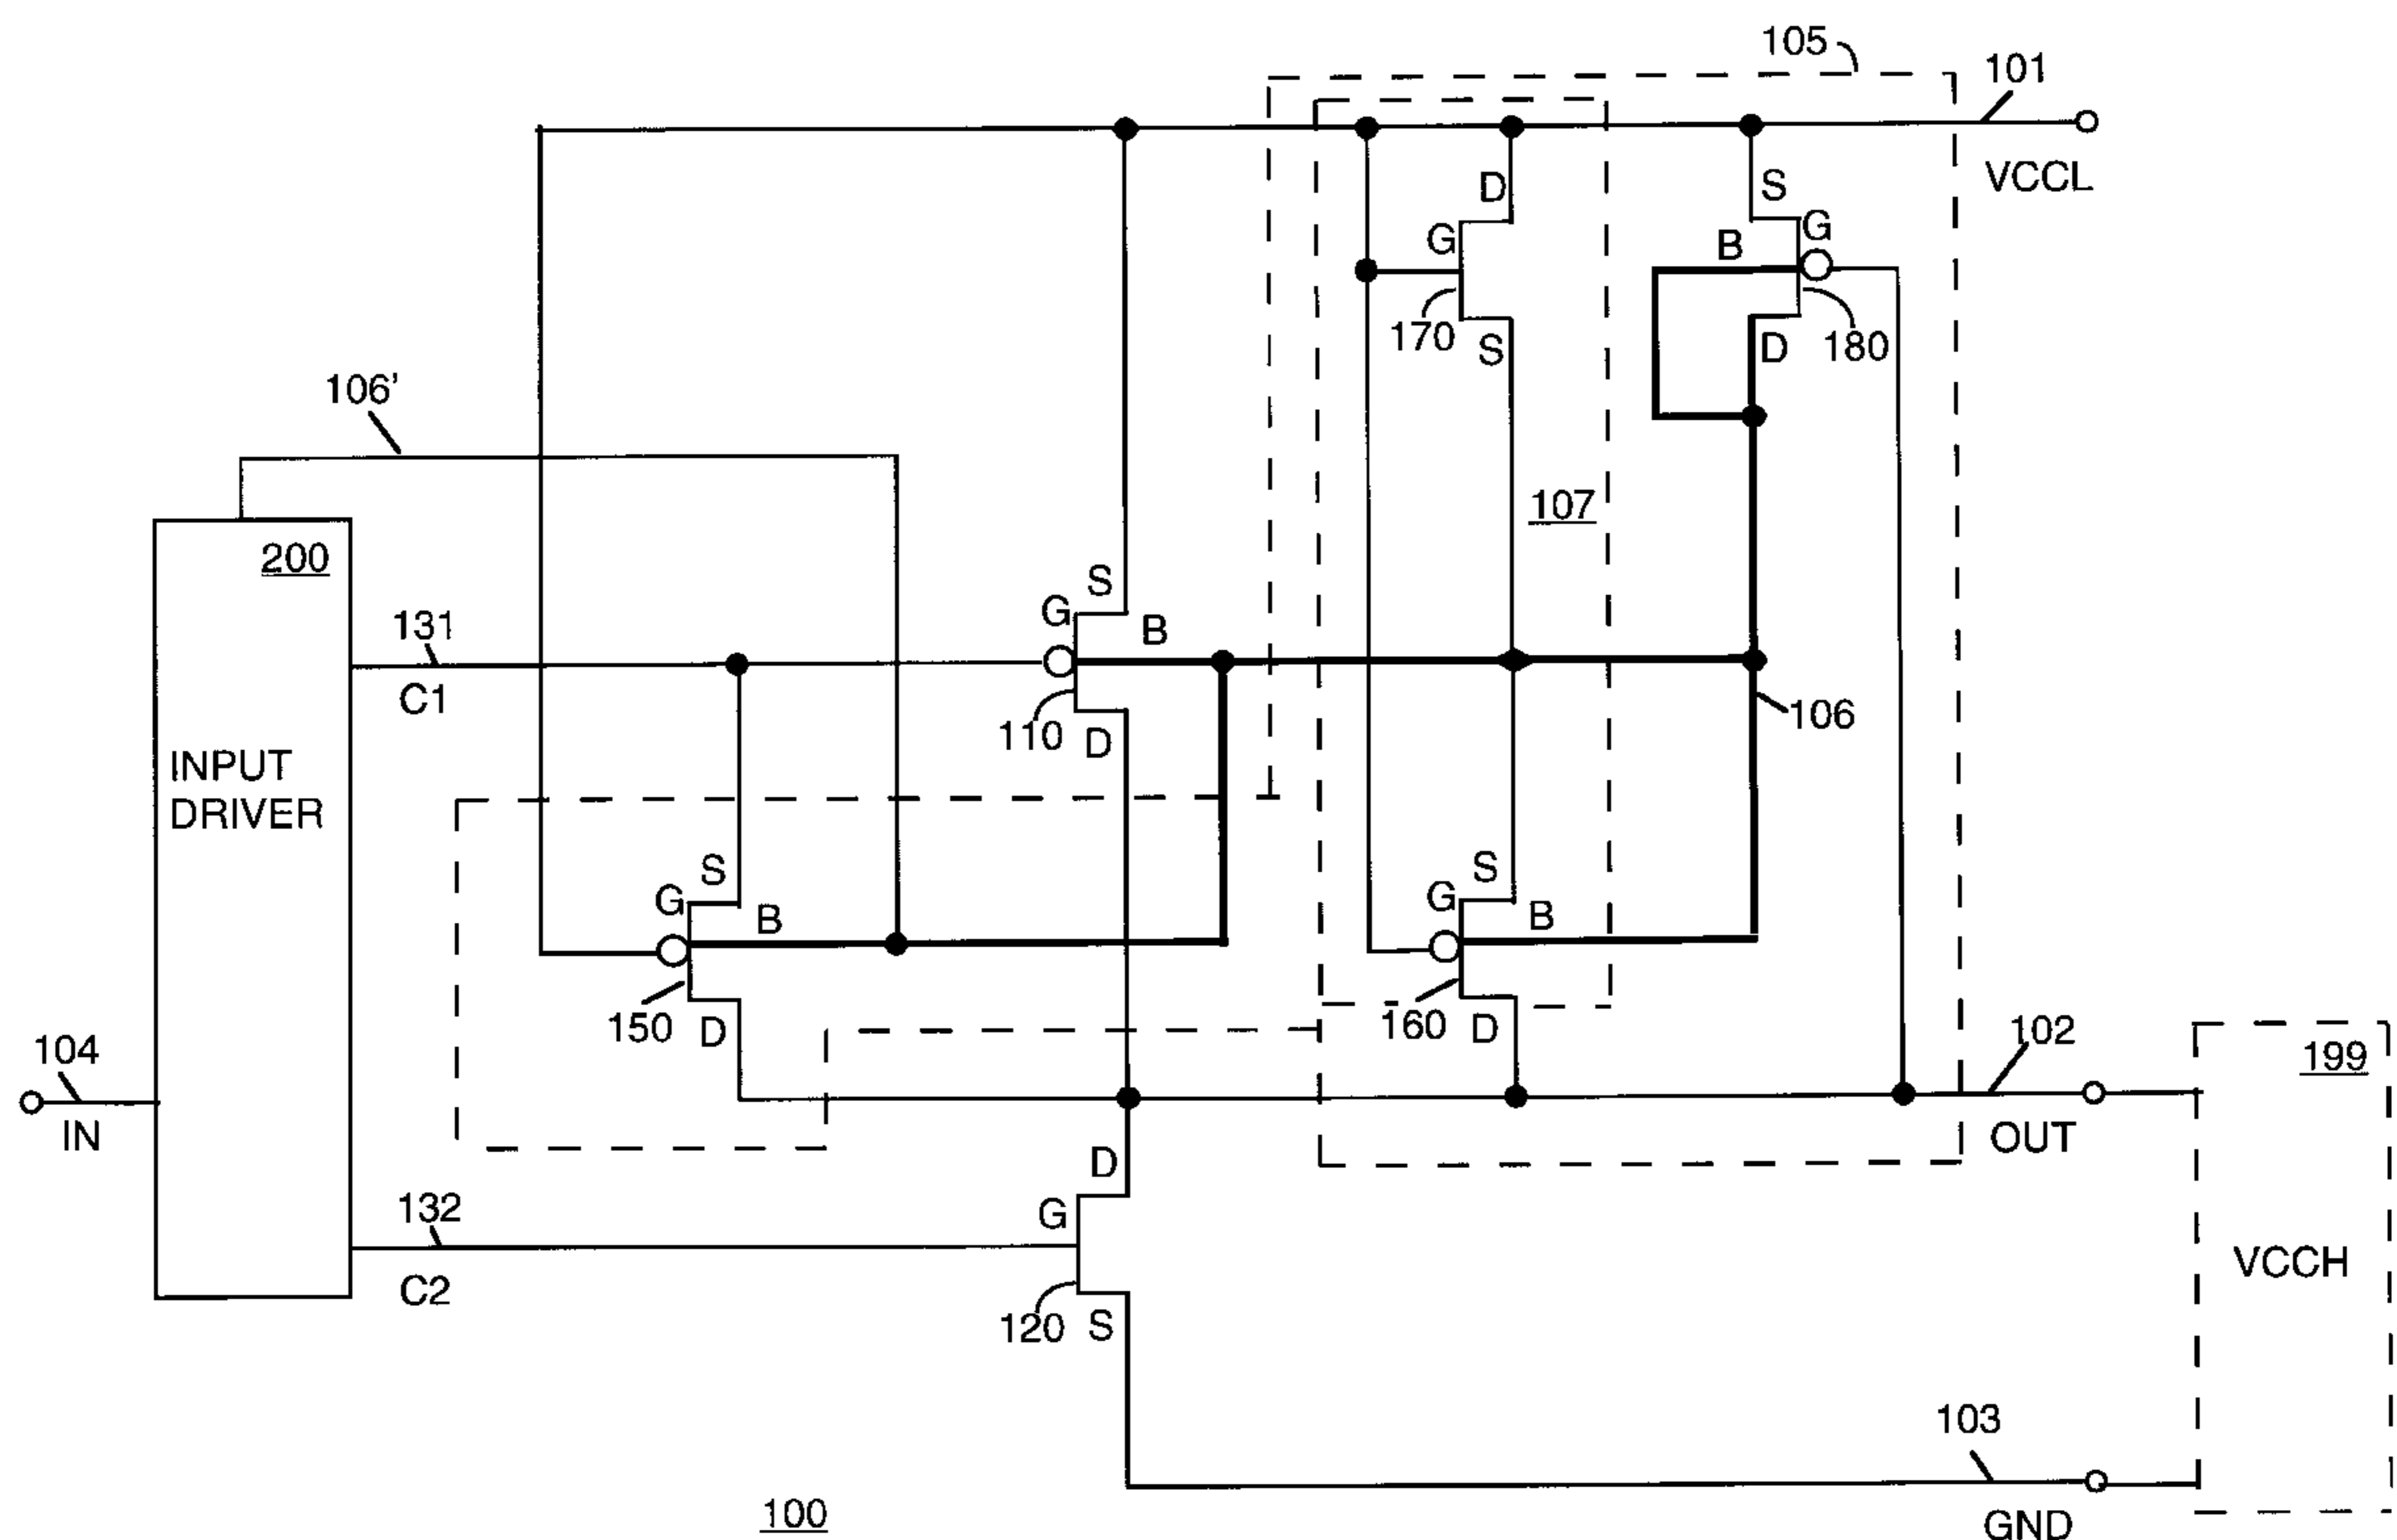 105
101
VCCL
D
S
G
G
B
170
S
D
180
106'
107
200
S
G
B
131
C1
110
D
106
INPUT
DRIVER
S
G
B
S
G
B
150
D
160
D
104
IN
102
OUT
199
D
G
132
C2
120
S
VCCH
103
GND
100